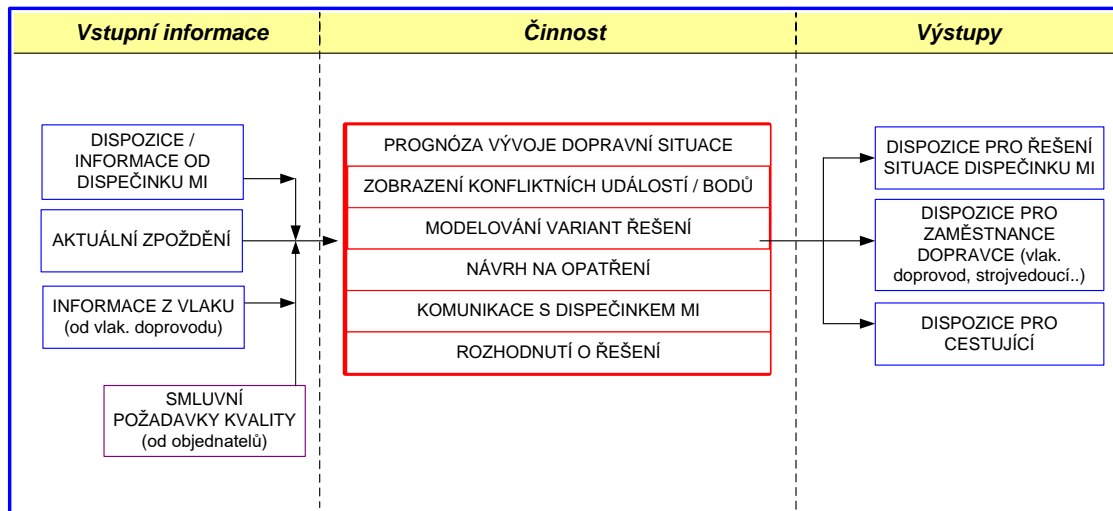 Vstupní informace
Činnost
Výstupy
DISPOZICE /
INFORMACE OD
DISPEČINKU MI
AKTUÁLNÍ ZPOŽDĚNÍ
INFORMACE Z VLAKU
(od vlak. doprovodu)
SMLUVNÍ
POŽADAVKY KVALITY
(od objednatelů)
PROGNÓZA VÝVOJE DOPRAVNÍ SITUACE
ZOBRAZENÍ KONFLIKTNÍCH UDÁLOSTÍ / BODŮ
MODELOVÁNÍ VARIANT ŘEŠENÍ
NÁVRH NA OPATŘENÍ
KOMUNIKACE S DISPEČINKEM MI
ROZHODNUTÍ O ŘEŠENÍ
DISPOZICE PRO ŘEŠENÍ
SITUACE DISPEČINKU MI
DISPOZICE PRO
ZAMĚSTNANCE
DOPRAVCE (vlak.
doprovod, strojvedoucí..)
DISPOZICE PRO
CESTUJÍCÍ